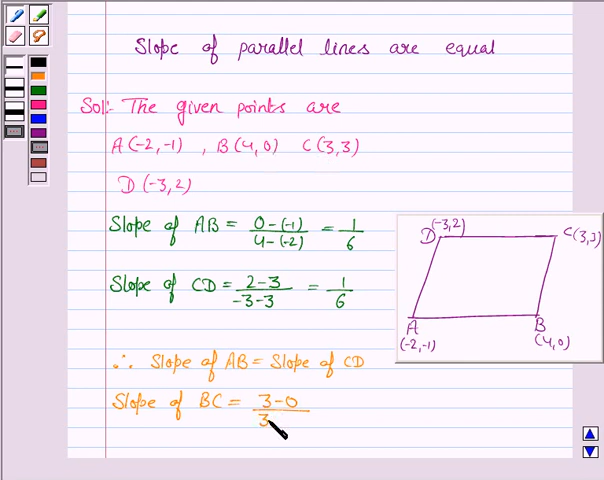 Slope of parallel lines are equal
Sol:- The given points are
A(-2,-1) , B(4,0) C(3,3)
D(-3,2)
Slope of AB = 0-(-1) / 4-(-2) = 1/6
Slope of CD = 2-3 / -3-3 = 1/6
∴ Slope of AB = Slope of CD
Slope of BC = 3-0 / 3
D (-3,2) C(3,3)
A B
(-2,-1) (4,0)